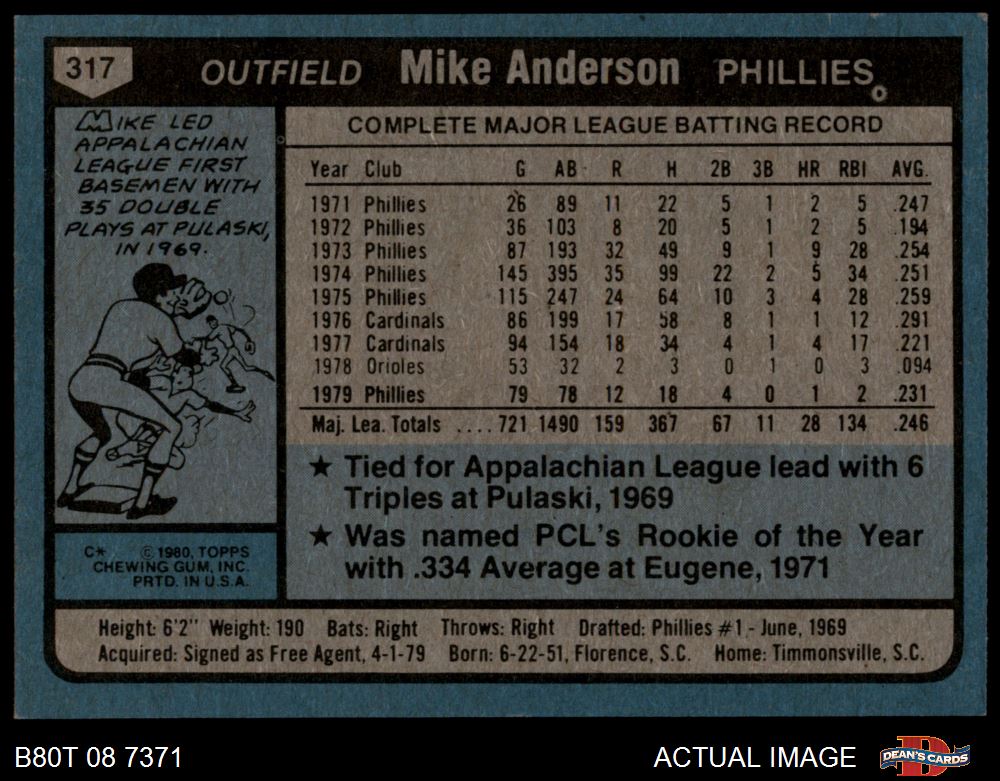 317 OUTFIELD Mike Anderson PHILLIES
MIKE LED
APPALACHIAN
LEAGUE FIRST
BASEMEN WITH
35 DOUBLE
PLAYS AT PULASKI,
IN 1969.
C* © 1980, TOPPS
CHEWING GUM, INC.
PRTD. IN U.S.A.
COMPLETE MAJOR LEAGUE BATTING RECORD
Year Club G AB R H 2B 3B HR RBI AVG.
1971 Phillies 26 89 11 22 5 1 2 5 .247
1972 Phillies 36 103 8 20 5 1 2 5 .194
1973 Phillies 87 193 32 49 9 1 9 28 .254
1974 Phillies 145 395 35 99 22 2 5 34 .251
1975 Phillies 115 247 24 64 10 3 4 28 .259
1976 Cardinals 86 199 17 58 8 1 1 12 .291
1977 Cardinals 94 154 18 34 4 1 4 17 .221
1978 Orioles 53 32 2 3 0 1 0 3 .094
1979 Phillies 79 78 12 18 4 0 1 2 .231
Maj. Lea. Totals ....721 1490 159 367 67 11 28 134 .246
★ Tied for Appalachian League lead with 6
Triples at Pulaski, 1969
★ Was named PCL's Rookie of the Year
with .334 Average at Eugene, 1971
Height: 6'2" Weight: 190 Bats: Right Throws: Right Drafted: Phillies #1 - June, 1969
Acquired: Signed as Free Agent, 4-1-79 Born: 6-22-51, Florence, S.C. Home: Timmonsville, S.C.
B80T 08 7371 ACTUAL IMAGE DEAN'S CARDS